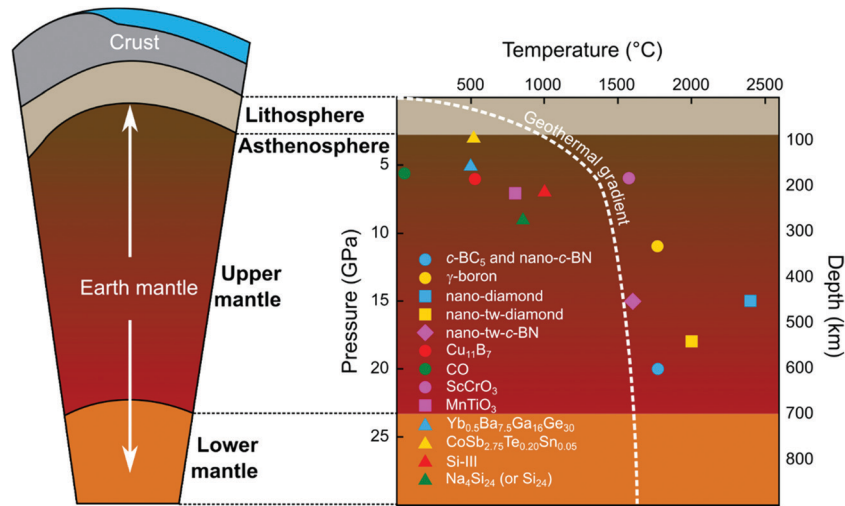 Crust
Lithosphere
Asthenosphere
Upper
mantle
Earth mantle
Lower
mantle
Temperature (°C)
500 1000 1500 2000 2500
Geothermal gradient
Pressure (GPa)
5
10
15
20
25
Depth (km)
100
200
300
400
500
600
700
800
c-BC₅ and nano-c-BN
γ-boron
nano-diamond
nano-tw-diamond
nano-tw-c-BN
Cu₁₁B₇
CO
ScCrO₃
MnTiO₃
Yb₀.₅Ba₇.₅Ga₁₆Ge₃₀
CoSb₂.₇₅Te₀.₂₀Sn₀.₀₅
Si-III
Na₄Si₂₄ (or Si₂₄)